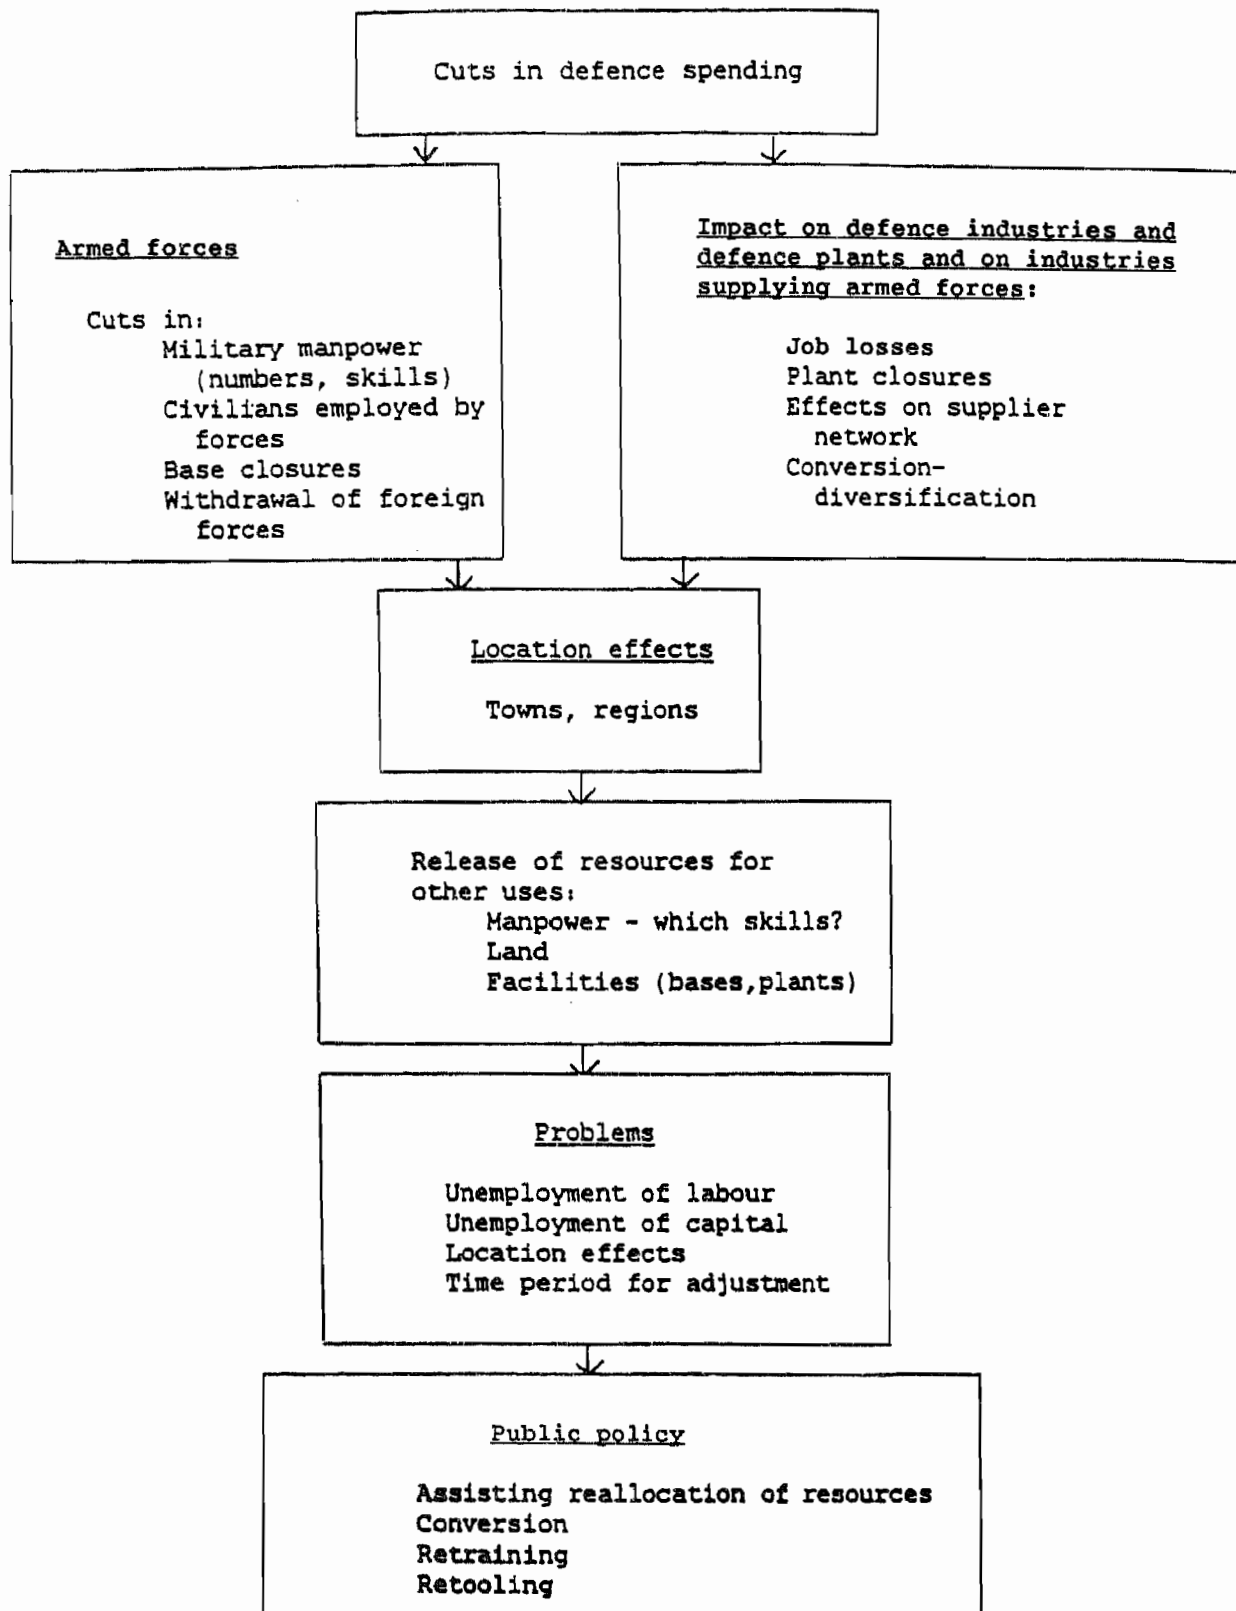 Cuts in defence spending
Armed forces
Cuts in:
Military manpower
(numbers, skills)
Civilians employed by
forces
Base closures
Withdrawal of foreign
forces
Impact on defence industries and
defence plants and on industries
supplying armed forces:
Job losses
Plant closures
Effects on supplier
network
Conversion-
diversification
Location effects
Towns, regions
Release of resources for
other uses:
Manpower - which skills?
Land
Facilities (bases,plants)
Problems
Unemployment of labour
Unemployment of capital
Location effects
Time period for adjustment
Public policy
Assisting reallocation of resources
Conversion
Retraining
Retooling